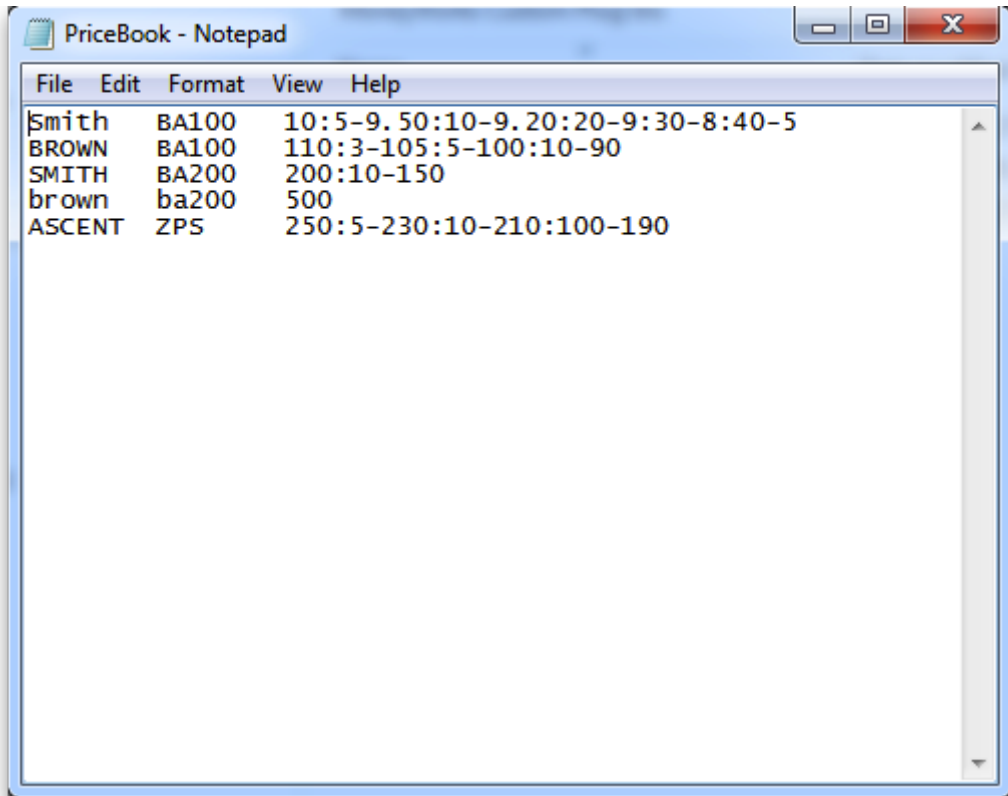 PriceBook - Notepad
File Edit Format View Help
Smith BA100 10:5-9.50:10-9.20:20-9:30-8:40-5
BROWN BA100 110:3-105:5-100:10-90
SMITH BA200 200:10-150
brown ba200 500
ASCENT ZPS 250:5-230:10-210:100-190